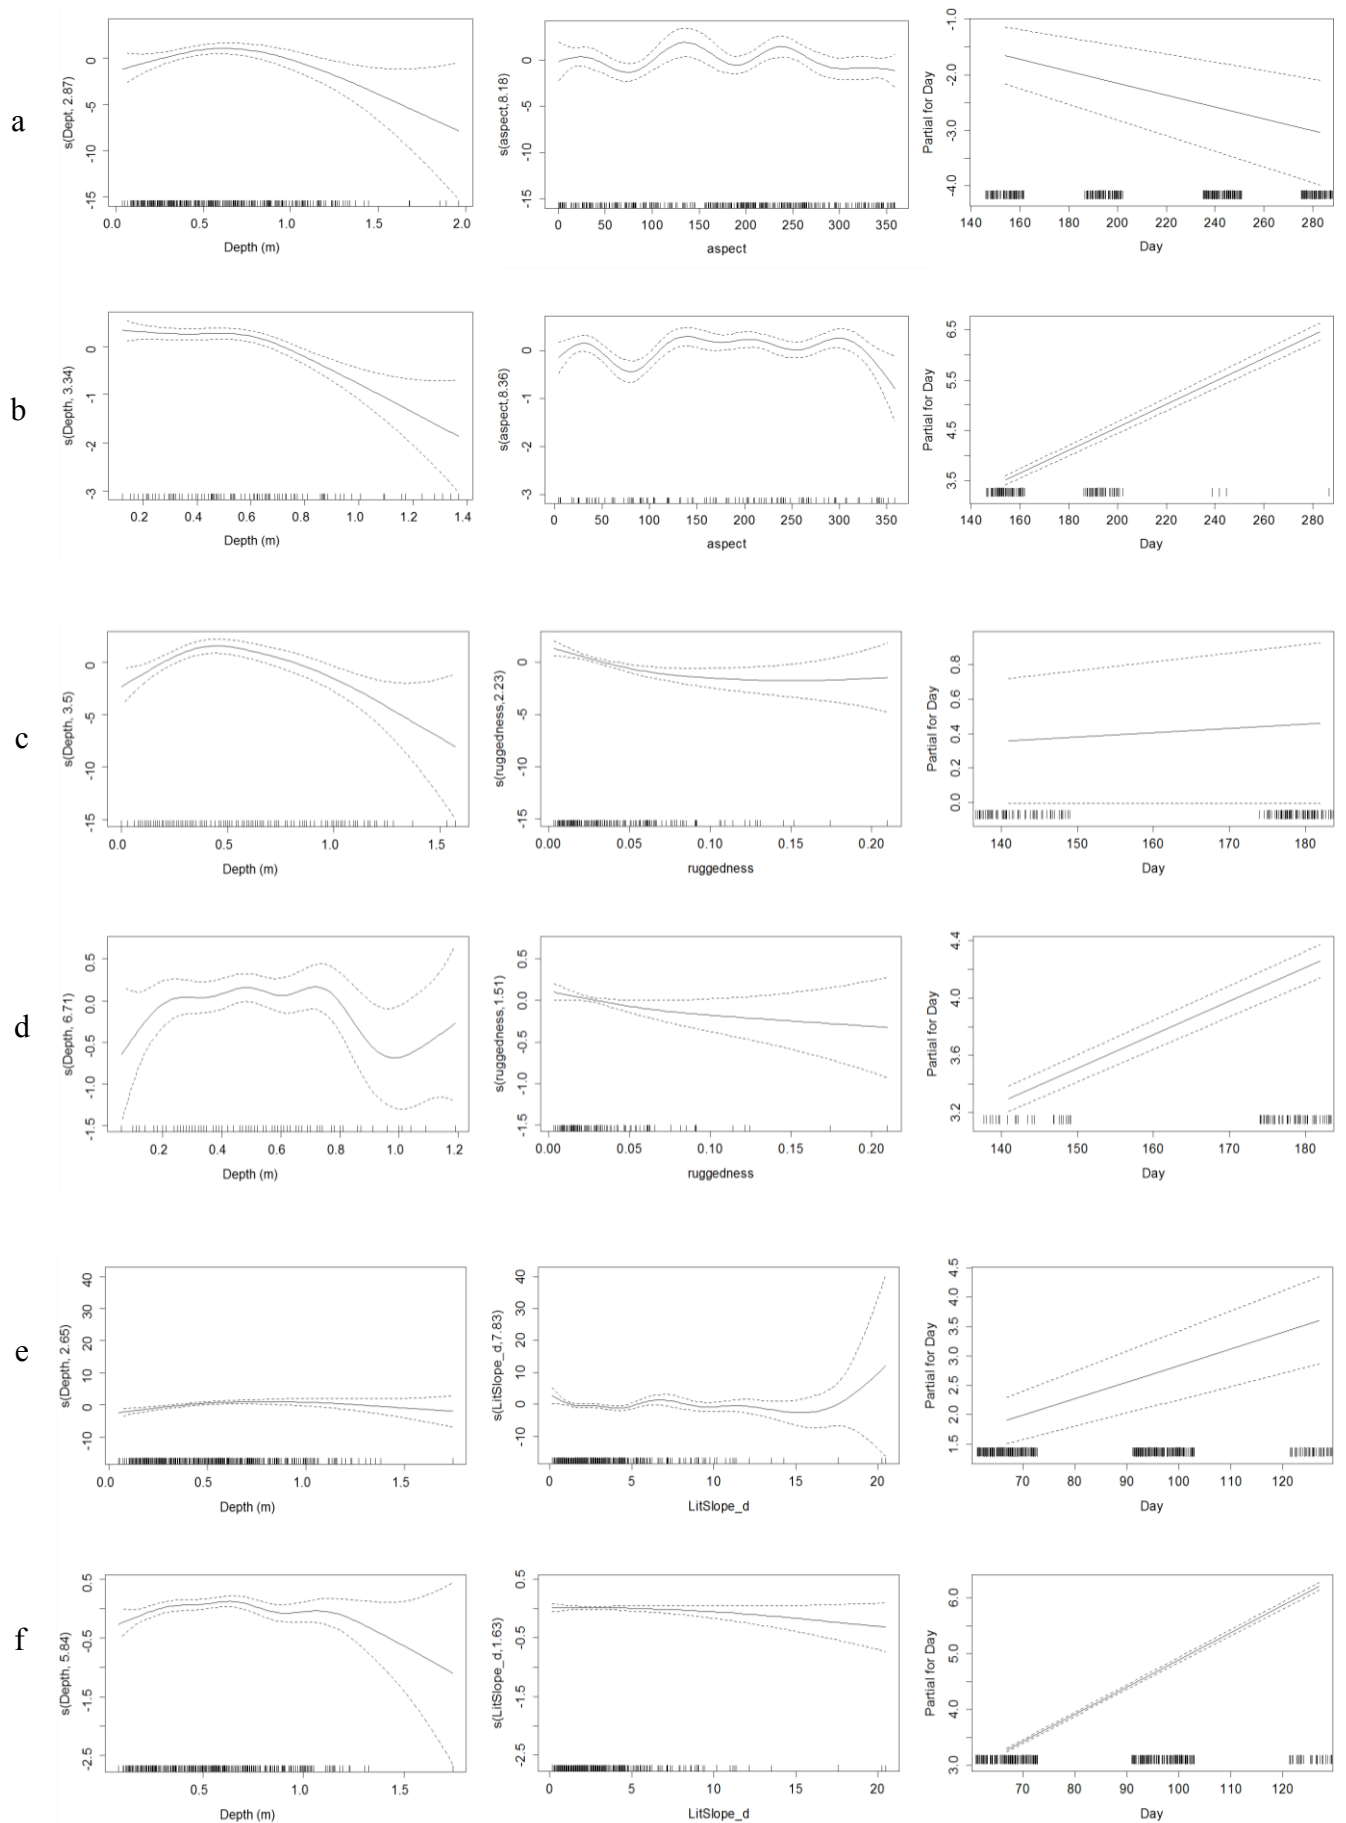 a
s(Dept, 2.87)
0
-5
-10
-15
0.0 0.5 1.0 1.5 2.0
Depth (m)
s(aspect,8.18)
0
-5
-10
-15
0 50 100 150 200 250 300 350
aspect
Partial for Day
-1.0
-2.0
-3.0
-4.0
140 160 180 200 220 240 260 280
Day
b
s(Depth, 3.34)
0
-1
-2
-3
0.2 0.4 0.6 0.8 1.0 1.2 1.4
Depth (m)
s(aspect,8.36)
0
-1
-2
-3
0 50 100 150 200 250 300 350
aspect
Partial for Day
6.5
5.5
4.5
3.5
140 160 180 200 220 240 260 280
Day
c
s(Depth, 3.5)
0
-5
-10
-15
0.0 0.5 1.0 1.5
Depth (m)
s(ruggedness,2.23)
0
-5
-10
-15
0.00 0.05 0.10 0.15 0.20
ruggedness
Partial for Day
0.8
0.6
0.4
0.2
0.0
140 150 160 170 180
Day
d
s(Depth, 6.71)
0.5
0.0
-0.5
-1.0
-1.5
0.2 0.4 0.6 0.8 1.0 1.2
Depth (m)
s(ruggedness,1.51)
0.5
0.0
-0.5
-1.0
-1.5
0.00 0.05 0.10 0.15 0.20
ruggedness
Partial for Day
4.4
4.0
3.6
3.2
140 150 160 170 180
Day
e
s(Depth, 2.65)
40
30
20
10
0
-10
0.0 0.5 1.0 1.5
Depth (m)
s(LitSlope_d,7.83)
40
30
20
10
0
-10
0 5 10 15 20
LitSlope_d
Partial for Day
4.5
4.0
3.5
3.0
2.5
2.0
1.5
70 80 90 100 110 120
Day
f
s(Depth, 5.84)
0.5
-0.5
-1.5
-2.5
0.5 1.0 1.5
Depth (m)
s(LitSlope_d,1.63)
0.5
-0.5
-1.5
-2.5
0 5 10 15 20
LitSlope_d
Partial for Day
6.0
5.0
4.0
3.0
70 80 90 100 110 120
Day